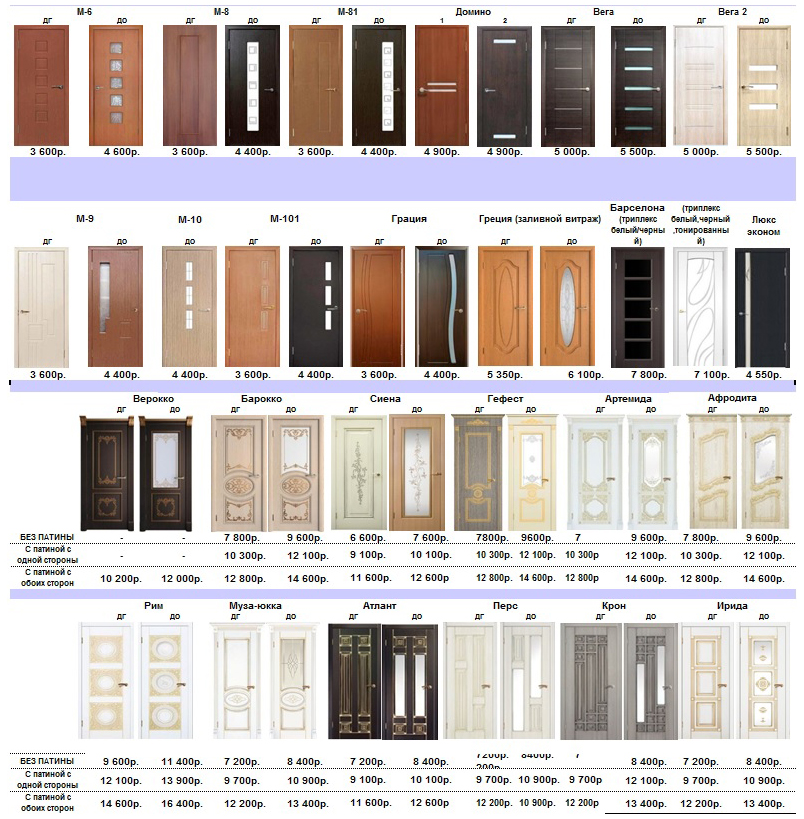 М-6 М-8 М-81 Домино Вега Вега 2
ДГ ДО ДГ ДО ДГ ДО 1 2 ДГ ДО ДГ ДО
3 600р. 4 600р. 3 600р. 4 400р. 3 600р. 4 400р. 4 900р. 4 900р. 5 000р. 5 500р. 5 000р. 5 500р.
М-9 М-10 М-101 Грация Греция (заливной витраж) Барселона (триплекс белый/черный) (триплекс белый,черный,тонированный) Люкс эконом
ДГ ДО ДО ДГ ДО ДГ ДО ДГ ДО
3 600р. 4 400р. 4 400р. 3 600р. 4 400р. 3 600р. 4 400р. 5 350р. 6 100р. 7 800р. 7 100р. 4 550р.
Верокко Барокко Сиена Гефест Артемида Афродита
ДГ ДО ДГ ДО ДГ ДО ДГ ДО ДГ ДО ДГ ДО
БЕЗ ПАТИНЫ - - 7 800р. 9 600р. 6 600р. 7 600р. 7800р. 9600р. 7 9 600р. 7 800р. 9 600р.
С патиной с одной стороны - - 10 300р. 12 100р. 9 100р. 10 100р. 10 300р. 12 100р. 10 300р 12 100р. 10 300р. 12 100р.
С патиной с обоих сторон 10 200р. 12 000р. 12 800р. 14 600р. 11 600р. 12 600р 12 800р. 14 600р. 12 800р 14 600р. 12 800р. 14 600р.
Рим Муза-юкка Атлант Перс Крон Ирида
ДГ ДО ДГ ДО ДГ ДО ДГ ДО ДГ ДО ДГ ДО
БЕЗ ПАТИНЫ 9 600р. 11 400р. 7 200р. 8 400р. 7 200р. 8 400р. 7200р. 8400р. 7 8 400р. 7 200р. 8 400р.
С патиной с одной стороны 12 100р. 13 900р. 9 700р. 10 900р. 9 100р. 10 100р. 9 700р. 10 900р. 9 700р 12 100р. 9 700р. 10 900р.
С патиной с обоих сторон 14 600р. 16 400р. 12 200р. 13 400р. 11 600р. 12 600р 12 200р. 10 900р. 12 200р 13 400р. 12 200р. 13 400р.